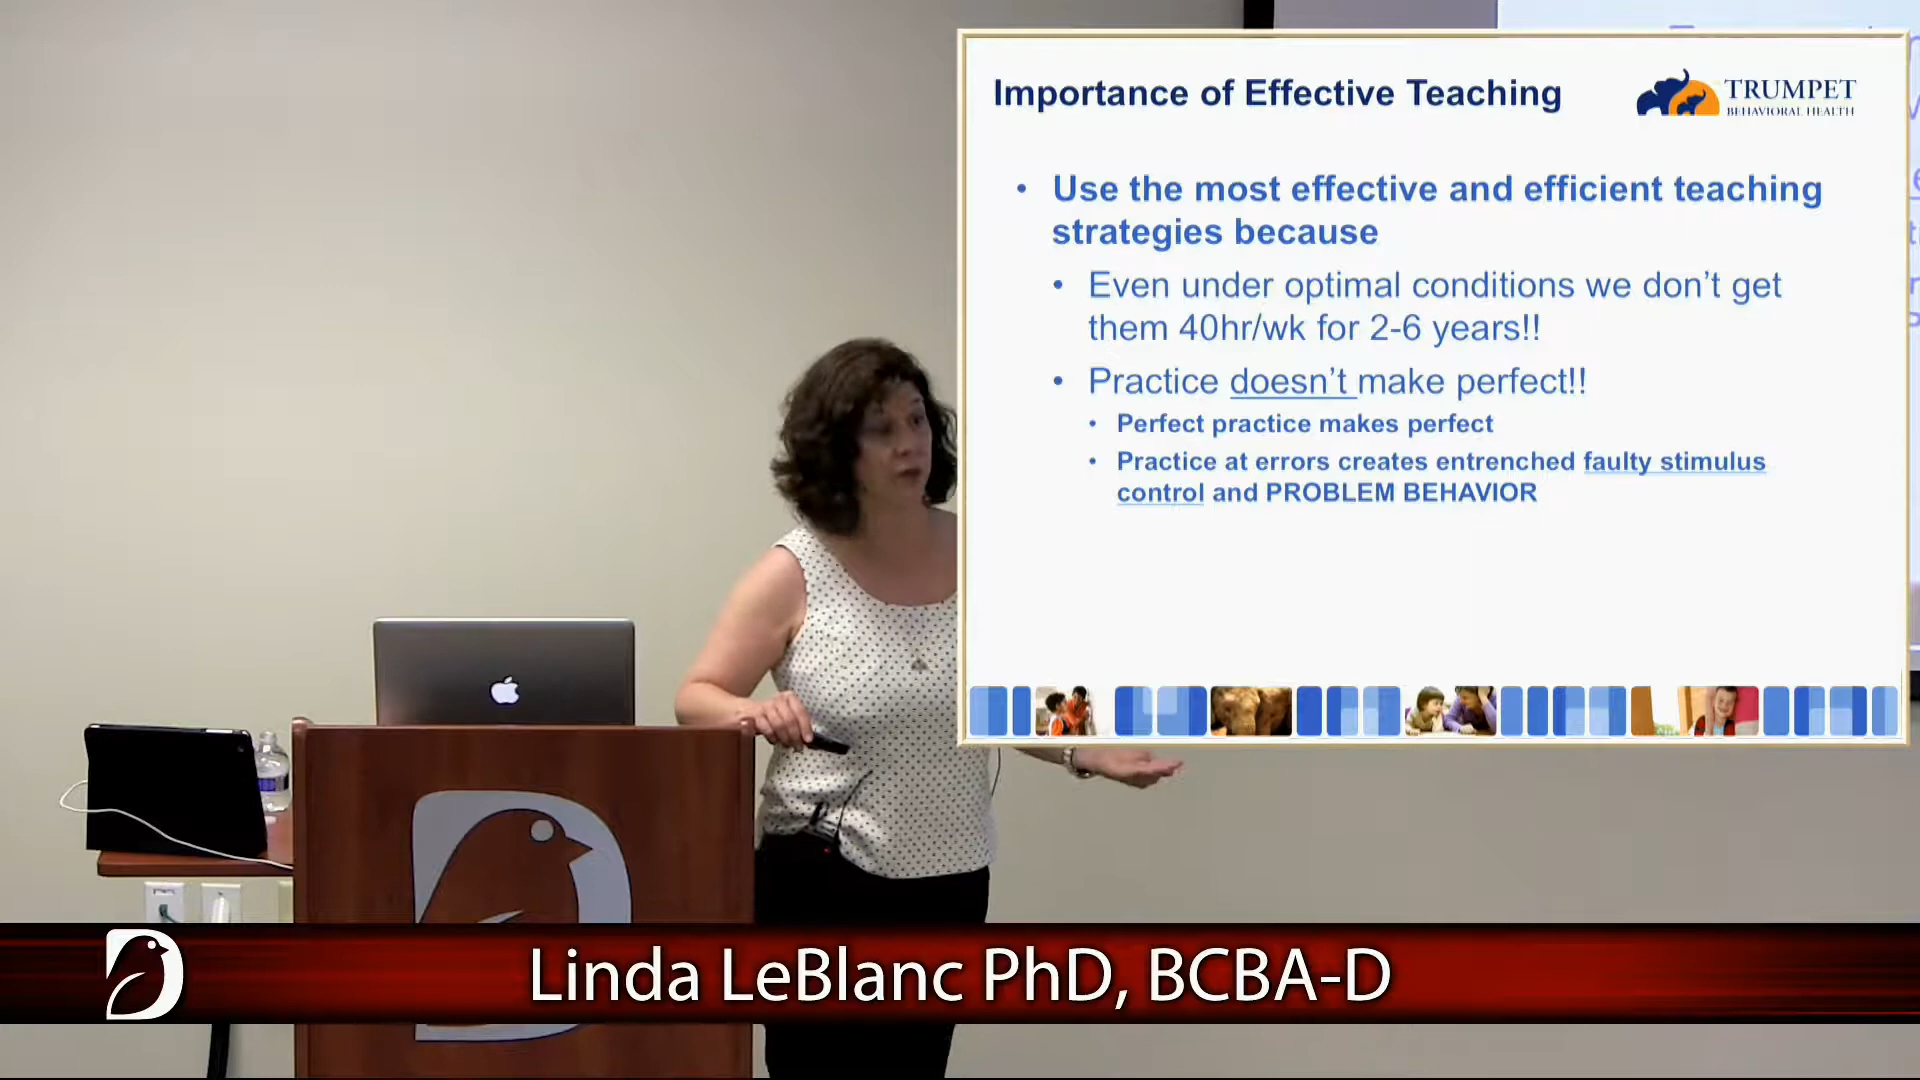 Importance of Effective Teaching
TRUMPET
BEHAVIORAL HEALTH
• Use the most effective and efficient teaching
strategies because
• Even under optimal conditions we don’t get
them 40hr/wk for 2-6 years!!
• Practice doesn’t make perfect!!
• Perfect practice makes perfect
• Practice at errors creates entrenched faulty stimulus
control and PROBLEM BEHAVIOR
Linda LeBlanc PhD, BCBA-D